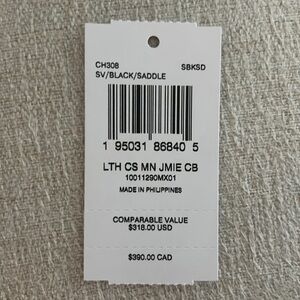 CH308 SBKSD
SV/BLACK/SADDLE
1 95031 86840 5
LTH CS MN JMIE CB
10011290MX01
MADE IN PHILIPPINES
COMPARABLE VALUE
$318.00 USD
$390.00 CAD